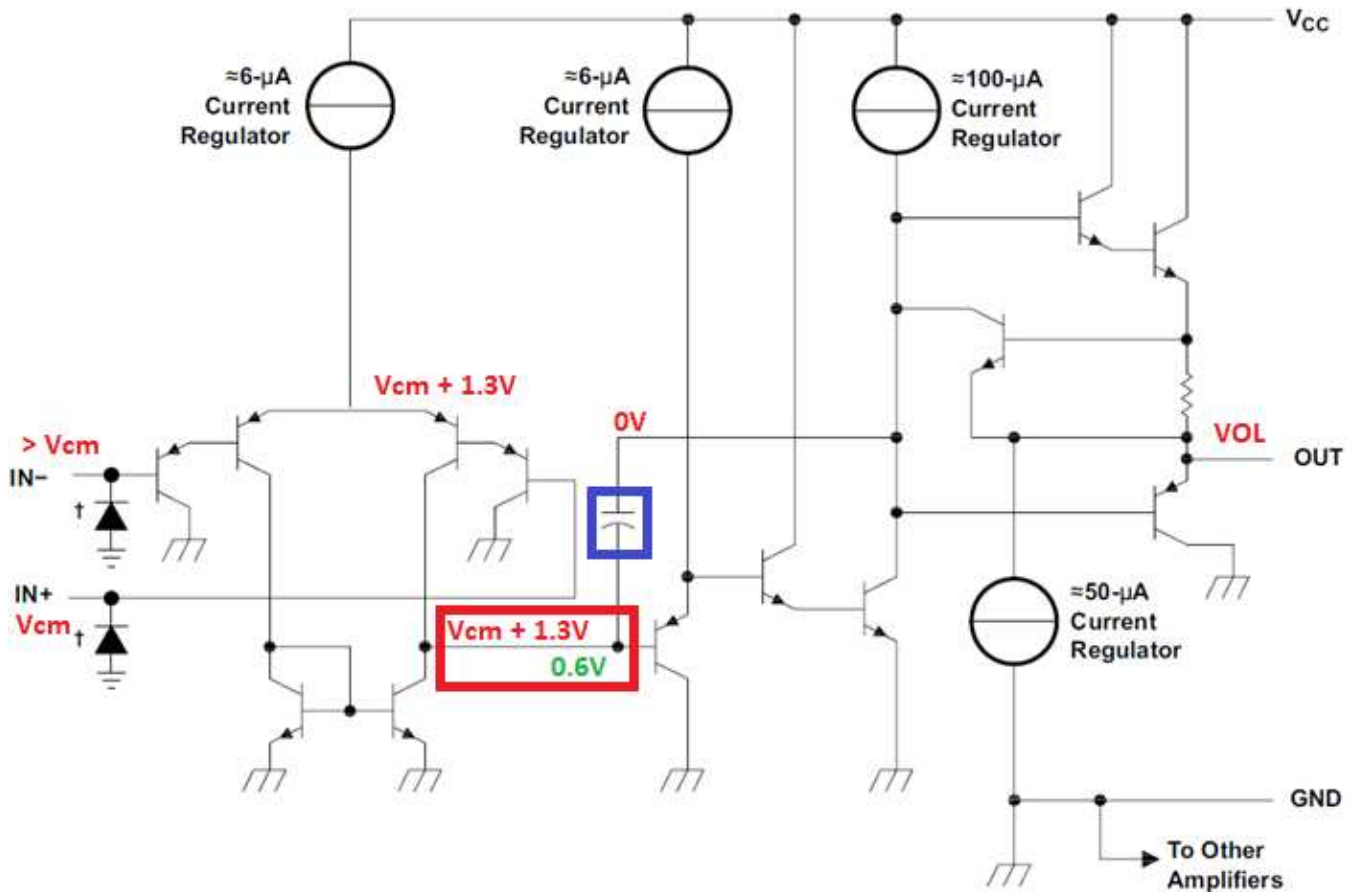 VCC
≈6-µA
Current
Regulator
≈6-µA
Current
Regulator
≈100-µA
Current
Regulator
Vcm + 1.3V
> Vcm
IN−
†
0V
VOL
OUT
IN+
Vcm
†
Vcm + 1.3V
0.6V
≈50-µA
Current
Regulator
GND
To Other
Amplifiers